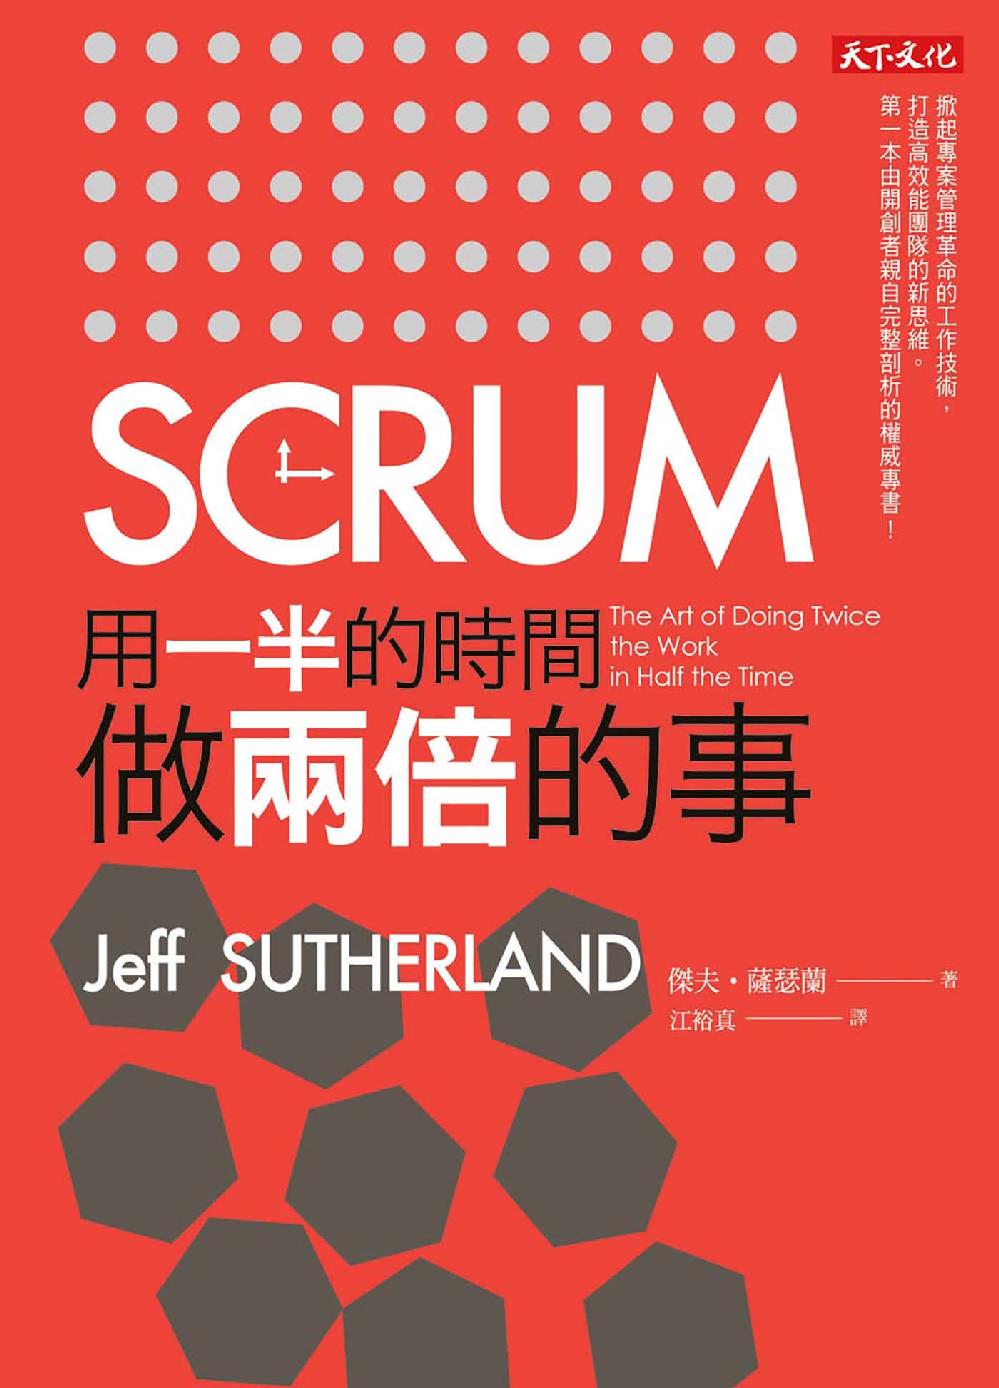 天下文化
掀起專案管理革命的工作技術，
打造高效能團隊的新思維。
第一本由開創者親自完整剖析的權威專書！
SCRUM
用一半的時間
The Art of Doing Twice
the Work
in Half the Time
做兩倍的事
Jeff SUTHERLAND
傑夫・薩瑟蘭 著
江裕真 譯